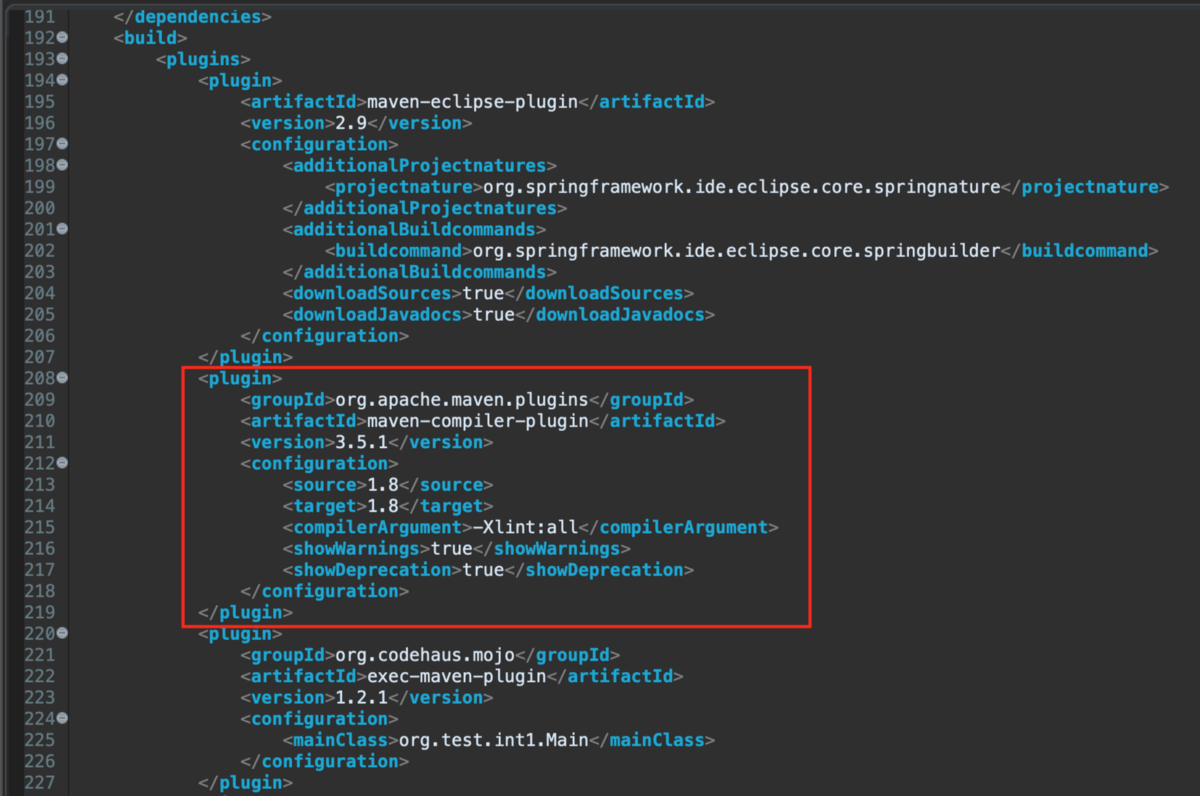 191 </dependencies>
192 <build>
193 <plugins>
194 <plugin>
195 <artifactId>maven-eclipse-plugin</artifactId>
196 <version>2.9</version>
197 <configuration>
198 <additionalProjectnatures>
199 <projectnature>org.springframework.ide.eclipse.core.springnature</projectnature>
200 </additionalProjectnatures>
201 <additionalBuildcommands>
202 <buildcommand>org.springframework.ide.eclipse.core.springbuilder</buildcommand>
203 </additionalBuildcommands>
204 <downloadSources>true</downloadSources>
205 <downloadJavadocs>true</downloadJavadocs>
206 </configuration>
207 </plugin>
208 <plugin>
209 <groupId>org.apache.maven.plugins</groupId>
210 <artifactId>maven-compiler-plugin</artifactId>
211 <version>3.5.1</version>
212 <configuration>
213 <source>1.8</source>
214 <target>1.8</target>
215 <compilerArgument>-Xlint:all</compilerArgument>
216 <showWarnings>true</showWarnings>
217 <showDeprecation>true</showDeprecation>
218 </configuration>
219 </plugin>
220 <plugin>
221 <groupId>org.codehaus.mojo</groupId>
222 <artifactId>exec-maven-plugin</artifactId>
223 <version>1.2.1</version>
224 <configuration>
225 <mainClass>org.test.int1.Main</mainClass>
226 </configuration>
227 </plugin>